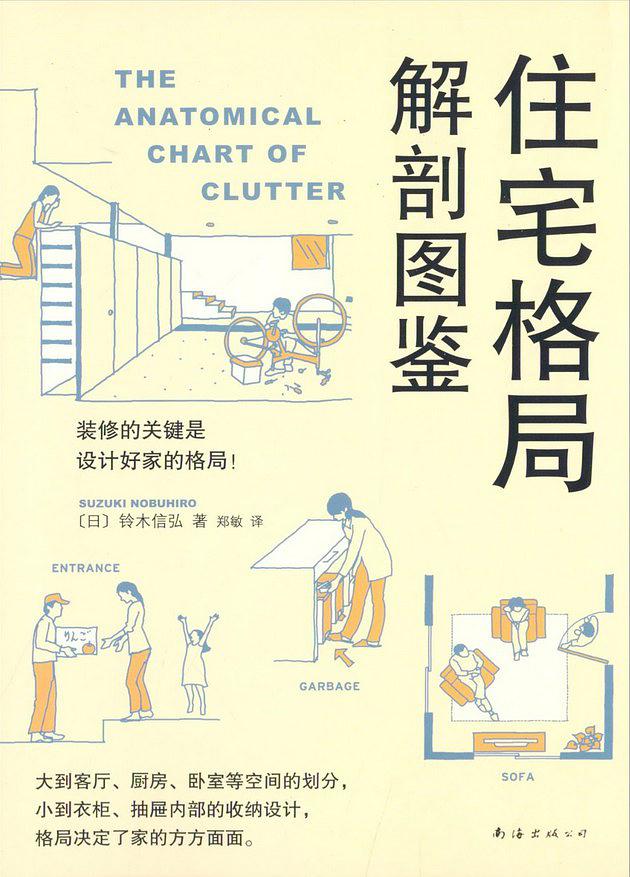 THE
ANATOMICAL
CHART OF
CLUTTER
住宅格局
解剖图鉴
装修的关键是
设计好家的格局!
SUZUKI NOBUHIRO
〔日〕铃木信弘 著 郑敏 译
ENTRANCE
りんご
GARBAGE
SOFA
大到客厅、厨房、卧室等空间的划分，
小到衣柜、抽屉内部的收纳设计，
格局决定了家的方方面面。
南海出版公司